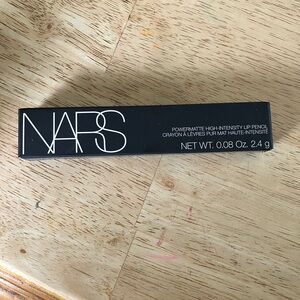 NARS
POWERMATTE HIGH-INTENSITY LIP PENCIL
CRAYON À LÈVRES PUR MAT HAUTE-INTENSITÉ
NET WT. 0.08 Oz. 2.4 g